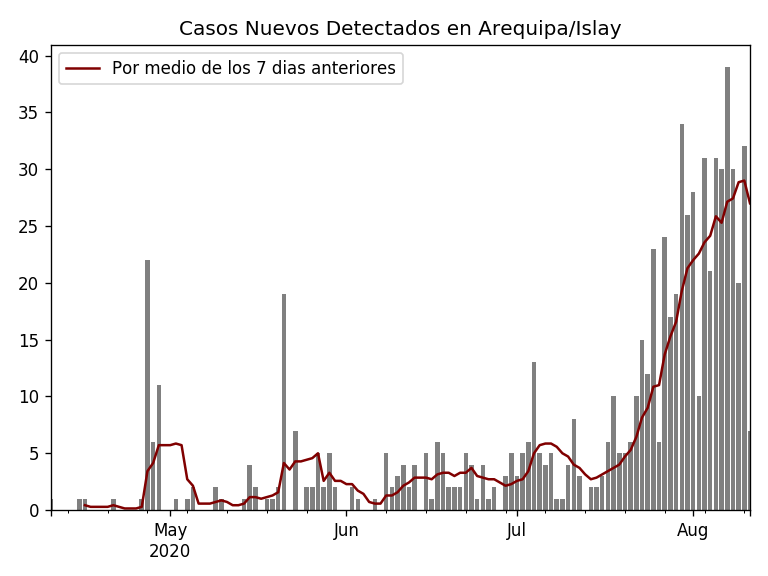 Casos Nuevos Detectados en Arequipa/Islay
Por medio de los 7 dias anteriores
40
35
30
25
20
15
10
5
0
May
2020
Jun
Jul
Aug